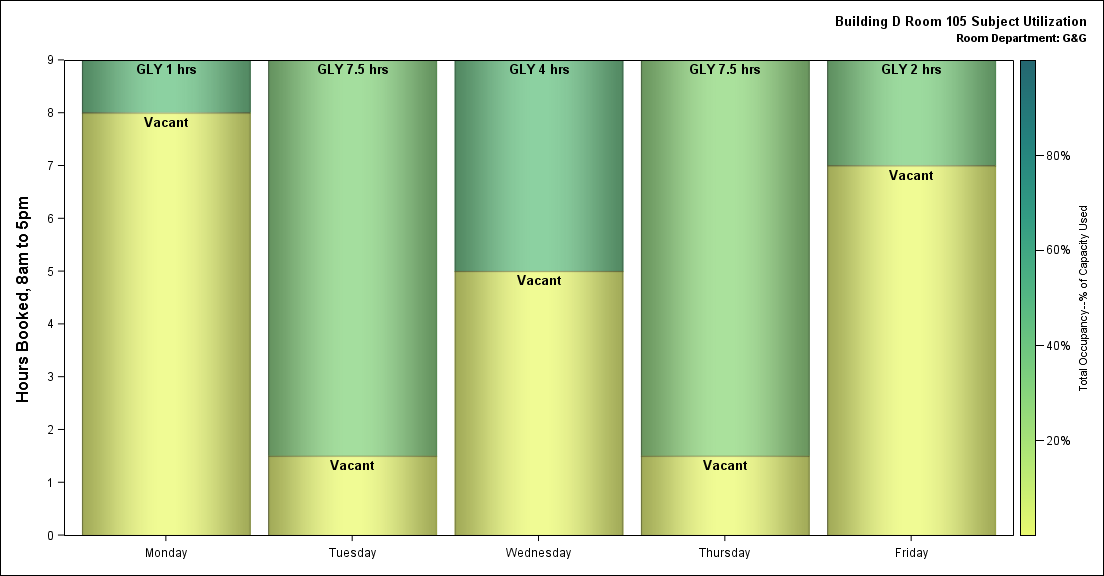 Building D Room 105 Subject Utilization
Room Department: G&G
Hours Booked, 8am to 5pm
9
8
7
6
5
4
3
2
1
0
GLY 1 hrs
Vacant
GLY 7.5 hrs
Vacant
GLY 4 hrs
Vacant
GLY 7.5 hrs
Vacant
GLY 2 hrs
Vacant
Monday
Tuesday
Wednesday
Thursday
Friday
80%
60%
40%
20%
Total Occupancy--% of Capacity Used